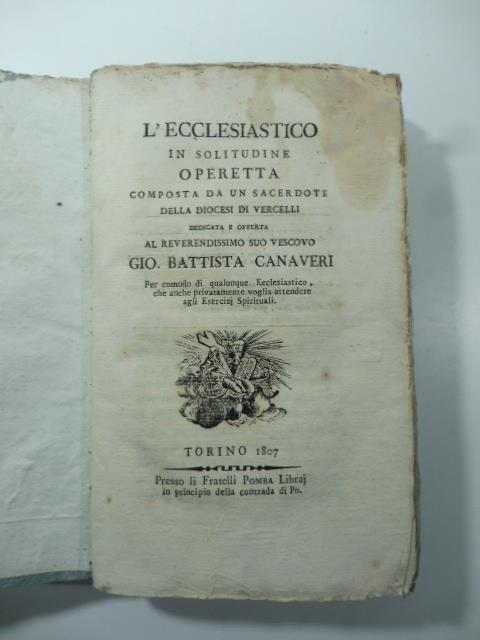 L'ECCLESIASTICO
IN SOLITUDINE
OPERETTA
COMPOSTA DA UN SACERDOTE
DELLA DIOCESI DI VERCELLI
DEDICATA E OFFERTA
AL REVERENDISSIMO SUO VESCOVO
GIO. BATTISTA CANAVERI
Per comodo di qualunque Ecclesiastico,
che anche privatamente voglia attendere
agli Esercizj Spirituali.
TORINO 1807
Presso li Fratelli POMBA Libraj
in principio della contrada di Po.